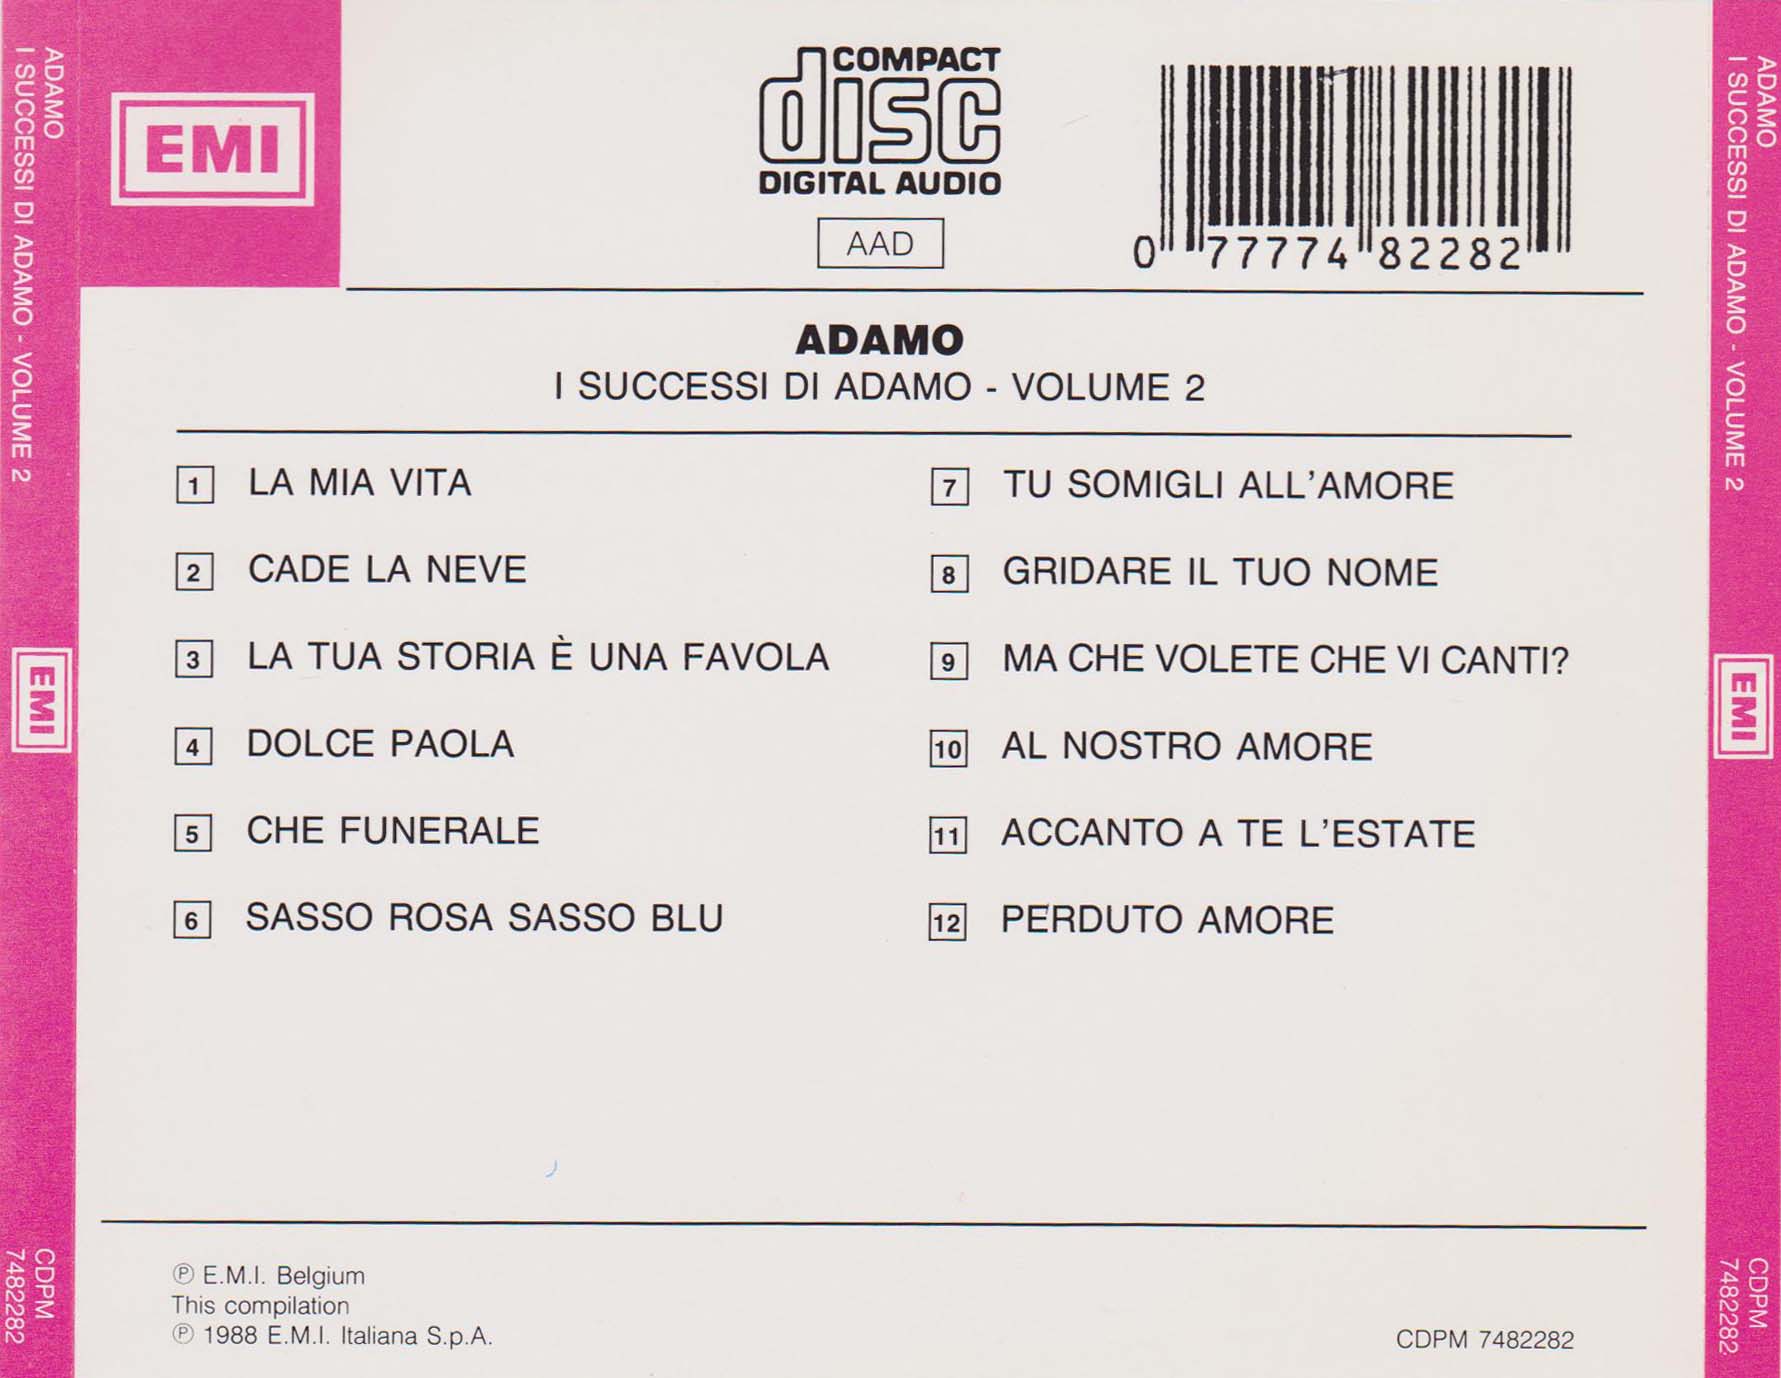 ADAMO
I SUCCESSI DI ADAMO - VOLUME 2
EMI
CDPM
7482282
EMI
COMPACT
disc
DIGITAL AUDIO
AAD
0 77774 82282
ADAMO
I SUCCESSI DI ADAMO - VOLUME 2
1 LA MIA VITA
2 CADE LA NEVE
3 LA TUA STORIA È UNA FAVOLA
4 DOLCE PAOLA
5 CHE FUNERALE
6 SASSO ROSA SASSO BLU
7 TU SOMIGLI ALL'AMORE
8 GRIDARE IL TUO NOME
9 MA CHE VOLETE CHE VI CANTI?
10 AL NOSTRO AMORE
11 ACCANTO A TE L'ESTATE
12 PERDUTO AMORE
℗ E.M.I. Belgium
This compilation
℗ 1988 E.M.I. Italiana S.p.A.
CDPM 7482282
ADAMO
I SUCCESSI DI ADAMO - VOLUME 2
EMI
CDPM
7482282